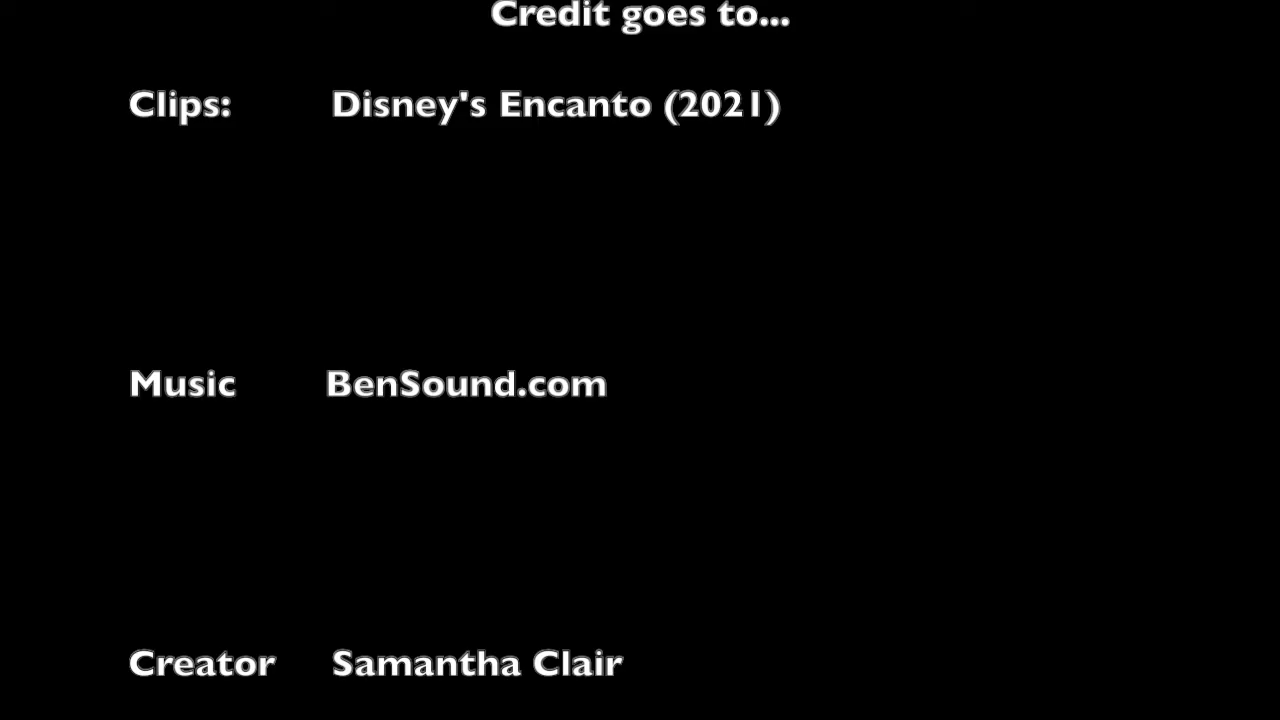 Credit goes to...
Clips: Disney's Encanto (2021)
Music BenSound.com
Creator Samantha Clair